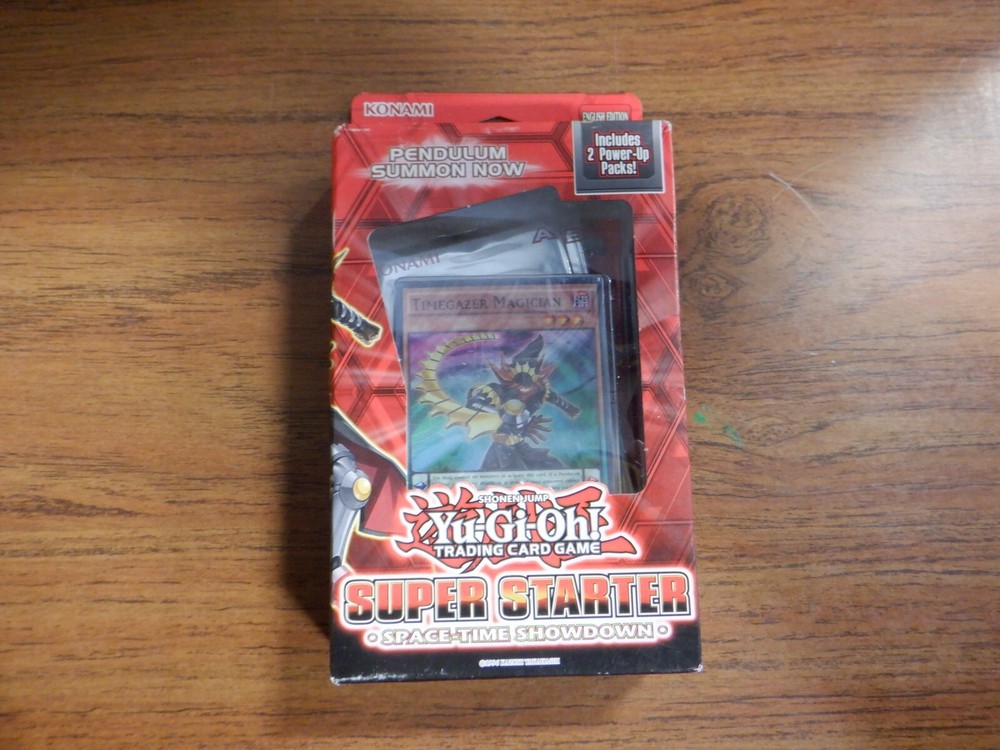 KONAMI
ENGLISH EDITION
PENDULUM
SUMMON NOW
Includes
2 Power-Up
Packs!
KONAMI
TIMEGAZER MAGICIAN
SHONEN JUMP
Yu-Gi-Oh!
TRADING CARD GAME
SUPER STARTER
• SPACE-TIME SHOWDOWN •